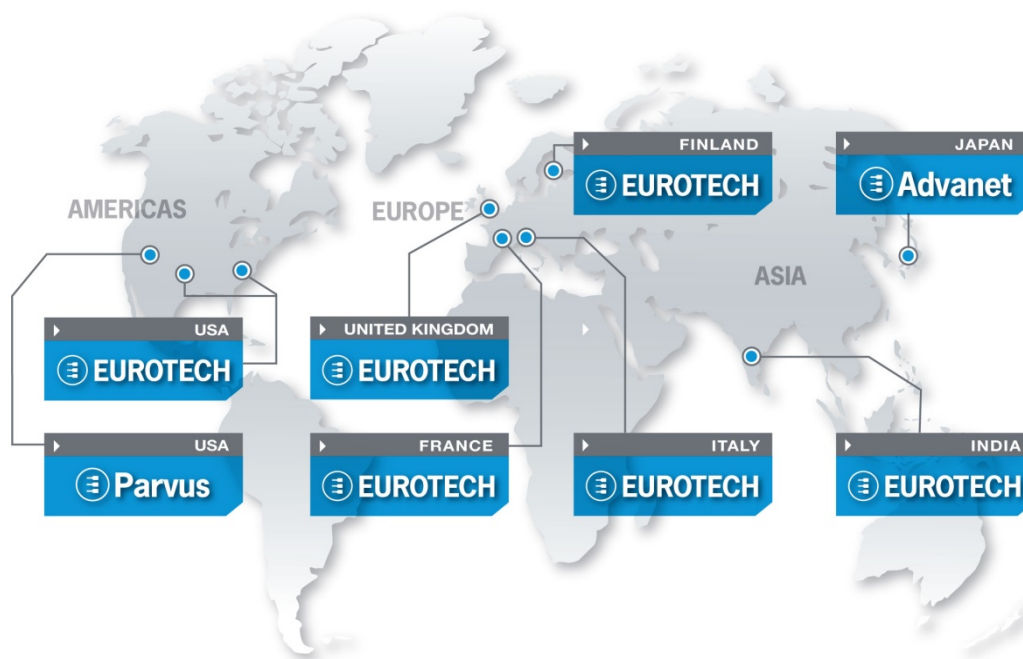 FINLAND
EUROTECH
JAPAN
Advanet
AMERICAS
EUROPE
ASIA
USA
EUROTECH
UNITED KINGDOM
EUROTECH
USA
Parvus
FRANCE
EUROTECH
ITALY
EUROTECH
INDIA
EUROTECH